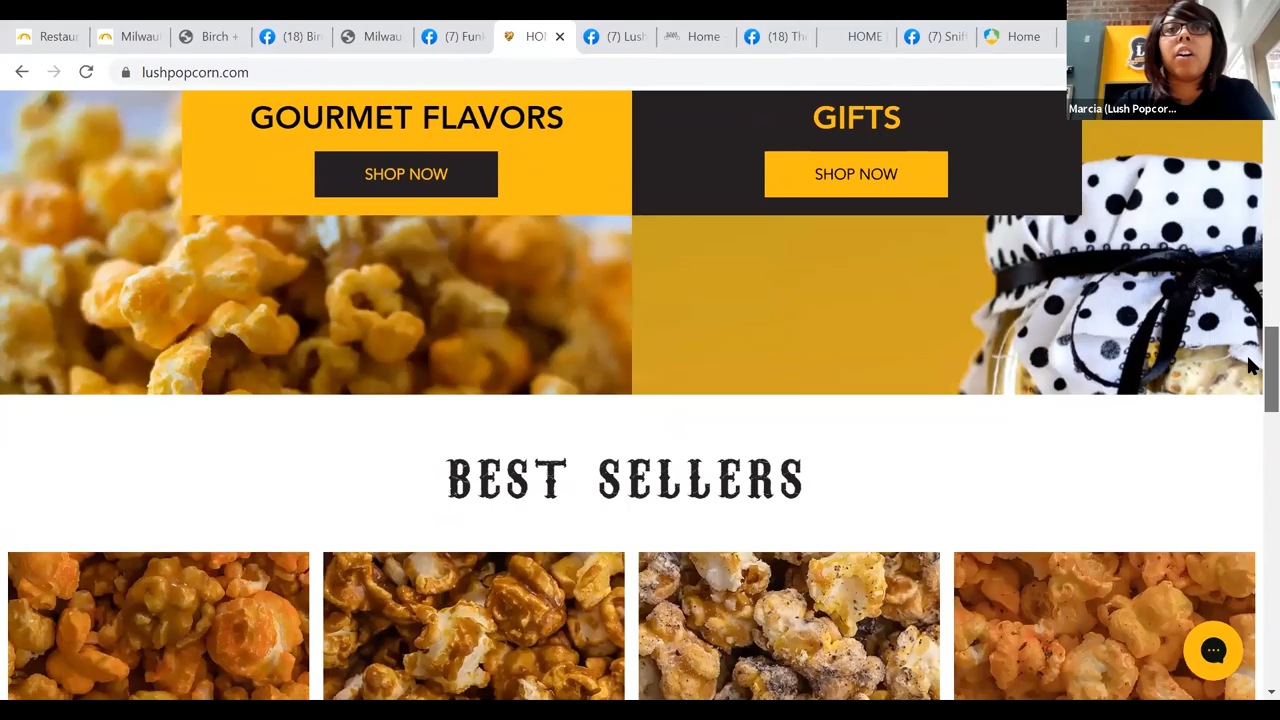 Restau
Milwau
Birch +
(18) Bir
Milwau
(7) Fun
HO
(7) Lush
Home -
(18) Th
HOME
(7) Snif
Home
lushpopcorn.com
Marcia (Lush Popcor...
GOURMET FLAVORS
SHOP NOW
GIFTS
SHOP NOW
BEST SELLERS